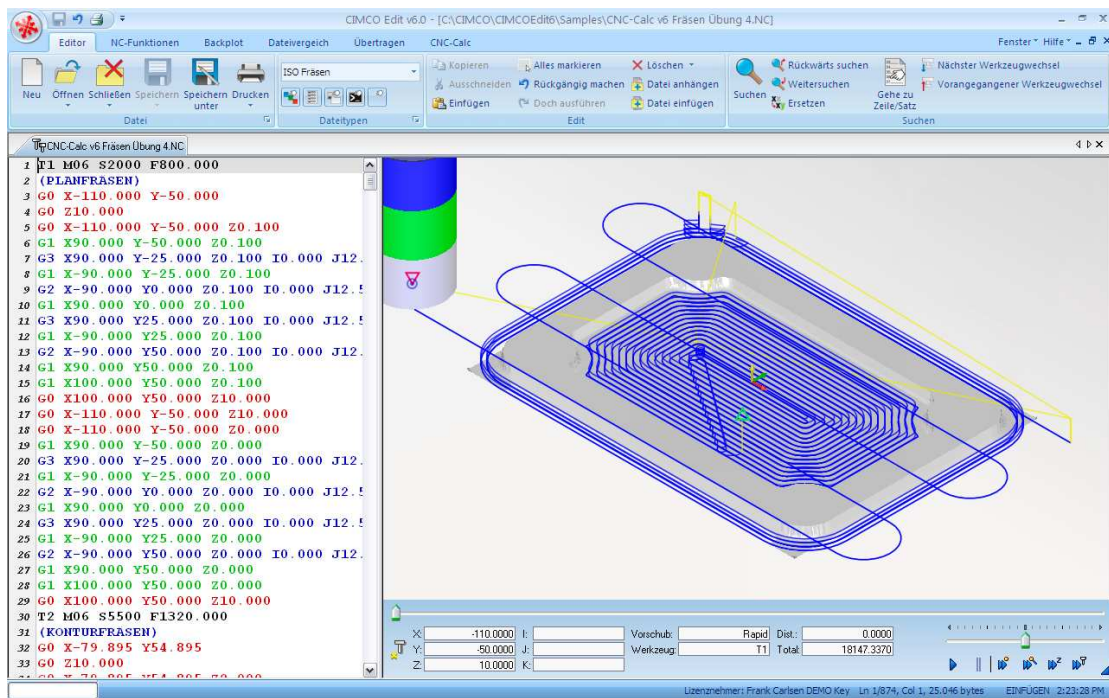 CIMCO Edit v6.0 - [C:\CIMCO\CIMCOEdit6\Samples\CNC-Calc v6 Fräsen Übung 4.NC]
Editor NC-Funktionen Backplot Dateivergeich Übertragen CNC-Calc Fenster Hilfe
Neu Öffnen Schließen Speichern Speichern unter Drucken
Datei
ISO Fräsen
Dateitypen
Kopieren Alles markieren Löschen
Ausschneiden Rückgängig machen Datei anhängen
Einfügen Doch ausführen Datei einfügen
Edit
Suchen
Rückwärts suchen
Weitersuchen
Ersetzen
Gehe zu Zeile/Satz
Nächster Werkzeugwechsel
Vorangegangener Werkzeugwechsel
Suchen
CNC-Calc v6 Fräsen Übung 4.NC
1 T1 M06 S2000 F800.000
2 (PLANFRÄSEN)
3 G0 X-110.000 Y-50.000
4 G0 Z10.000
5 G0 X-110.000 Y-50.000 Z0.100
6 G1 X90.000 Y-50.000 Z0.100
7 G3 X90.000 Y-25.000 Z0.100 I0.000 J12.
8 G1 X-90.000 Y-25.000 Z0.100
9 G2 X-90.000 Y0.000 Z0.100 I0.000 J12.5
10 G1 X90.000 Y0.000 Z0.100
11 G3 X90.000 Y25.000 Z0.100 I0.000 J12.5
12 G1 X-90.000 Y25.000 Z0.100
13 G2 X-90.000 Y50.000 Z0.100 I0.000 J12.
14 G1 X90.000 Y50.000 Z0.100
15 G1 X100.000 Y50.000 Z0.100
16 G0 X100.000 Y50.000 Z10.000
17 G0 X-110.000 Y-50.000 Z10.000
18 G0 X-110.000 Y-50.000 Z0.000
19 G1 X90.000 Y-50.000 Z0.000
20 G3 X90.000 Y-25.000 Z0.000 I0.000 J12.
21 G1 X-90.000 Y-25.000 Z0.000
22 G2 X-90.000 Y0.000 Z0.000 I0.000 J12.5
23 G1 X90.000 Y0.000 Z0.000
24 G3 X90.000 Y25.000 Z0.000 I0.000 J12.5
25 G1 X-90.000 Y25.000 Z0.000
26 G2 X-90.000 Y50.000 Z0.000 I0.000 J12.
27 G1 X90.000 Y50.000 Z0.000
28 G1 X100.000 Y50.000 Z0.000
29 G0 X100.000 Y50.000 Z10.000
30 T2 M06 S5500 F1320.000
31 (KONTURFRÄSEN)
32 G0 X-79.895 Y54.895
33 G0 Z10.000
X: -110.0000 I: Vorschub: Rapid Dist.: 0.0000
Y: -50.0000 J: Werkzeug: T1 Total: 18147.3370
Z: 10.0000 K:
Lizenznehmer: Frank Carlsen DEMO Key Ln 1/874, Col 1, 25.046 bytes EINFÜGEN 2:23:28 PM